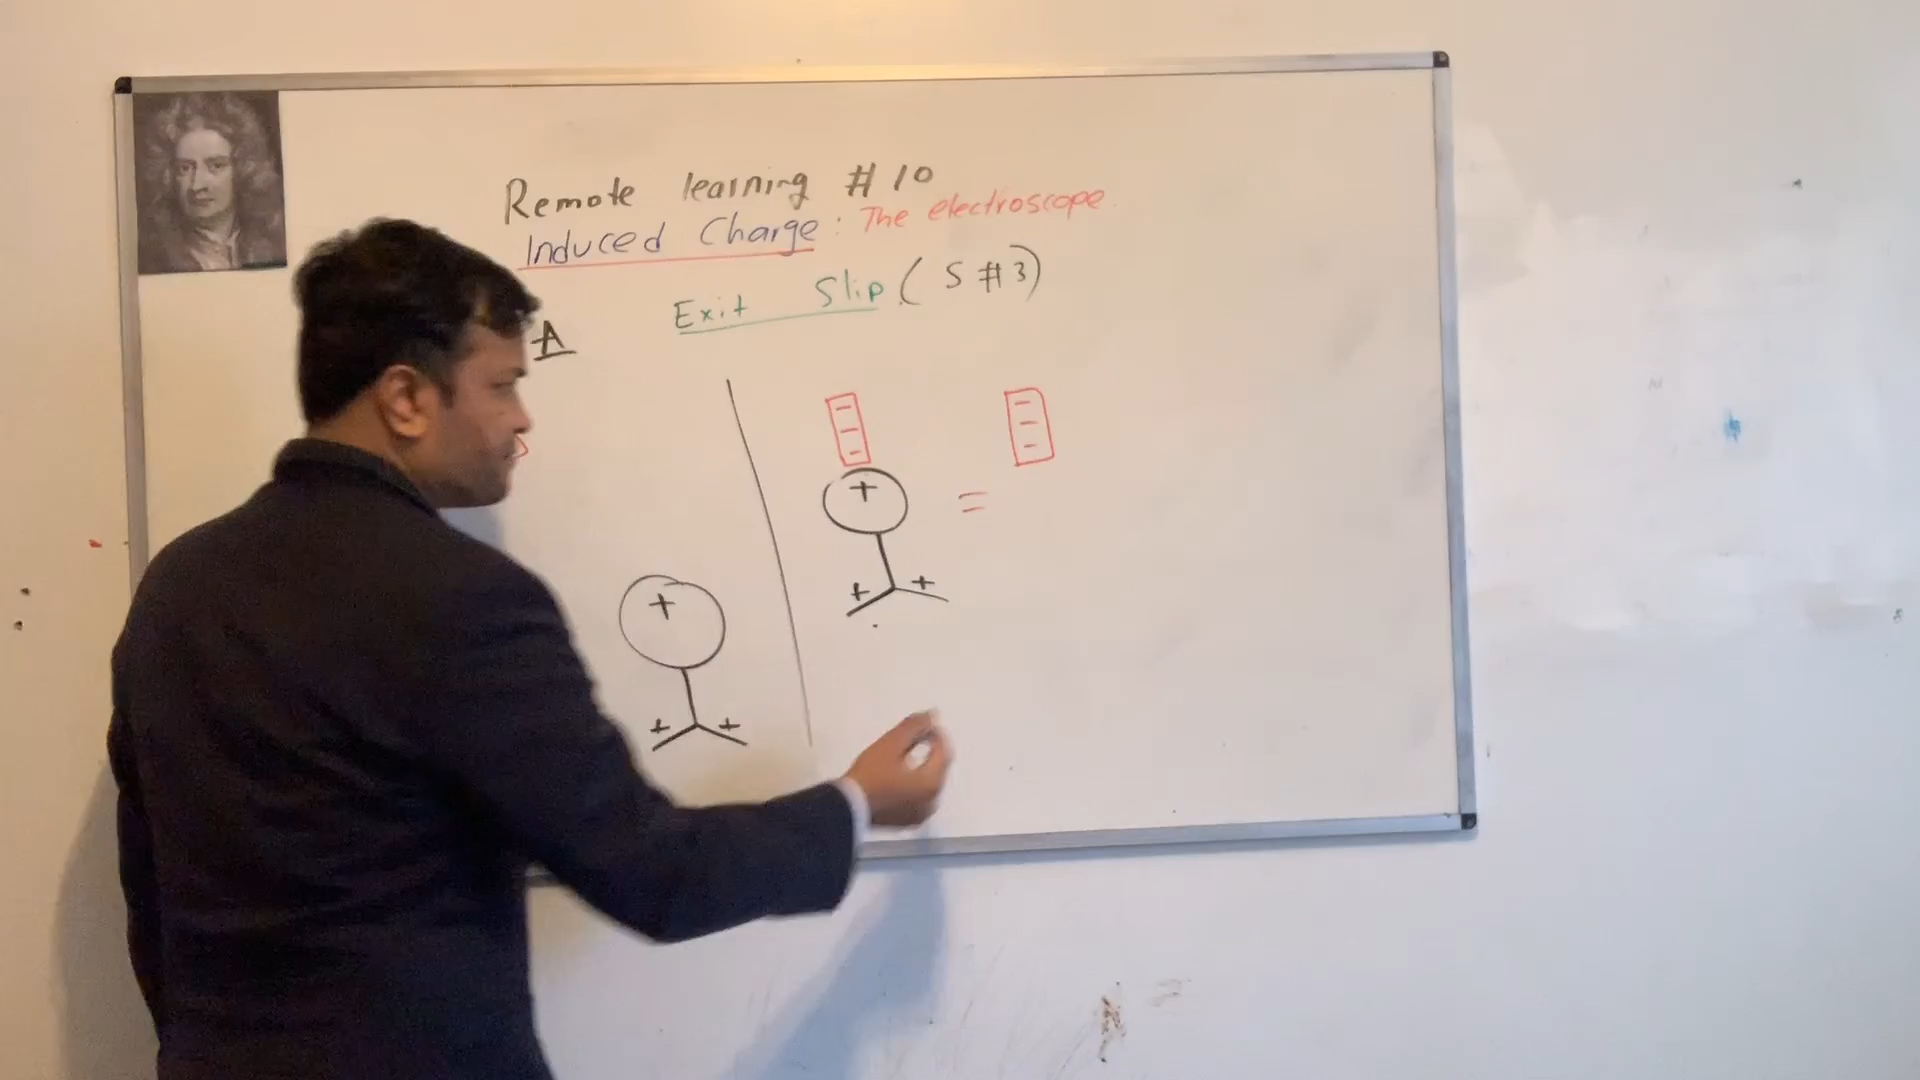 Remote learning #10
Induced Charge: The electroscope.
Exit Slip (S #3)
A
- - -
- - -
+
=
+ +
+
+ +